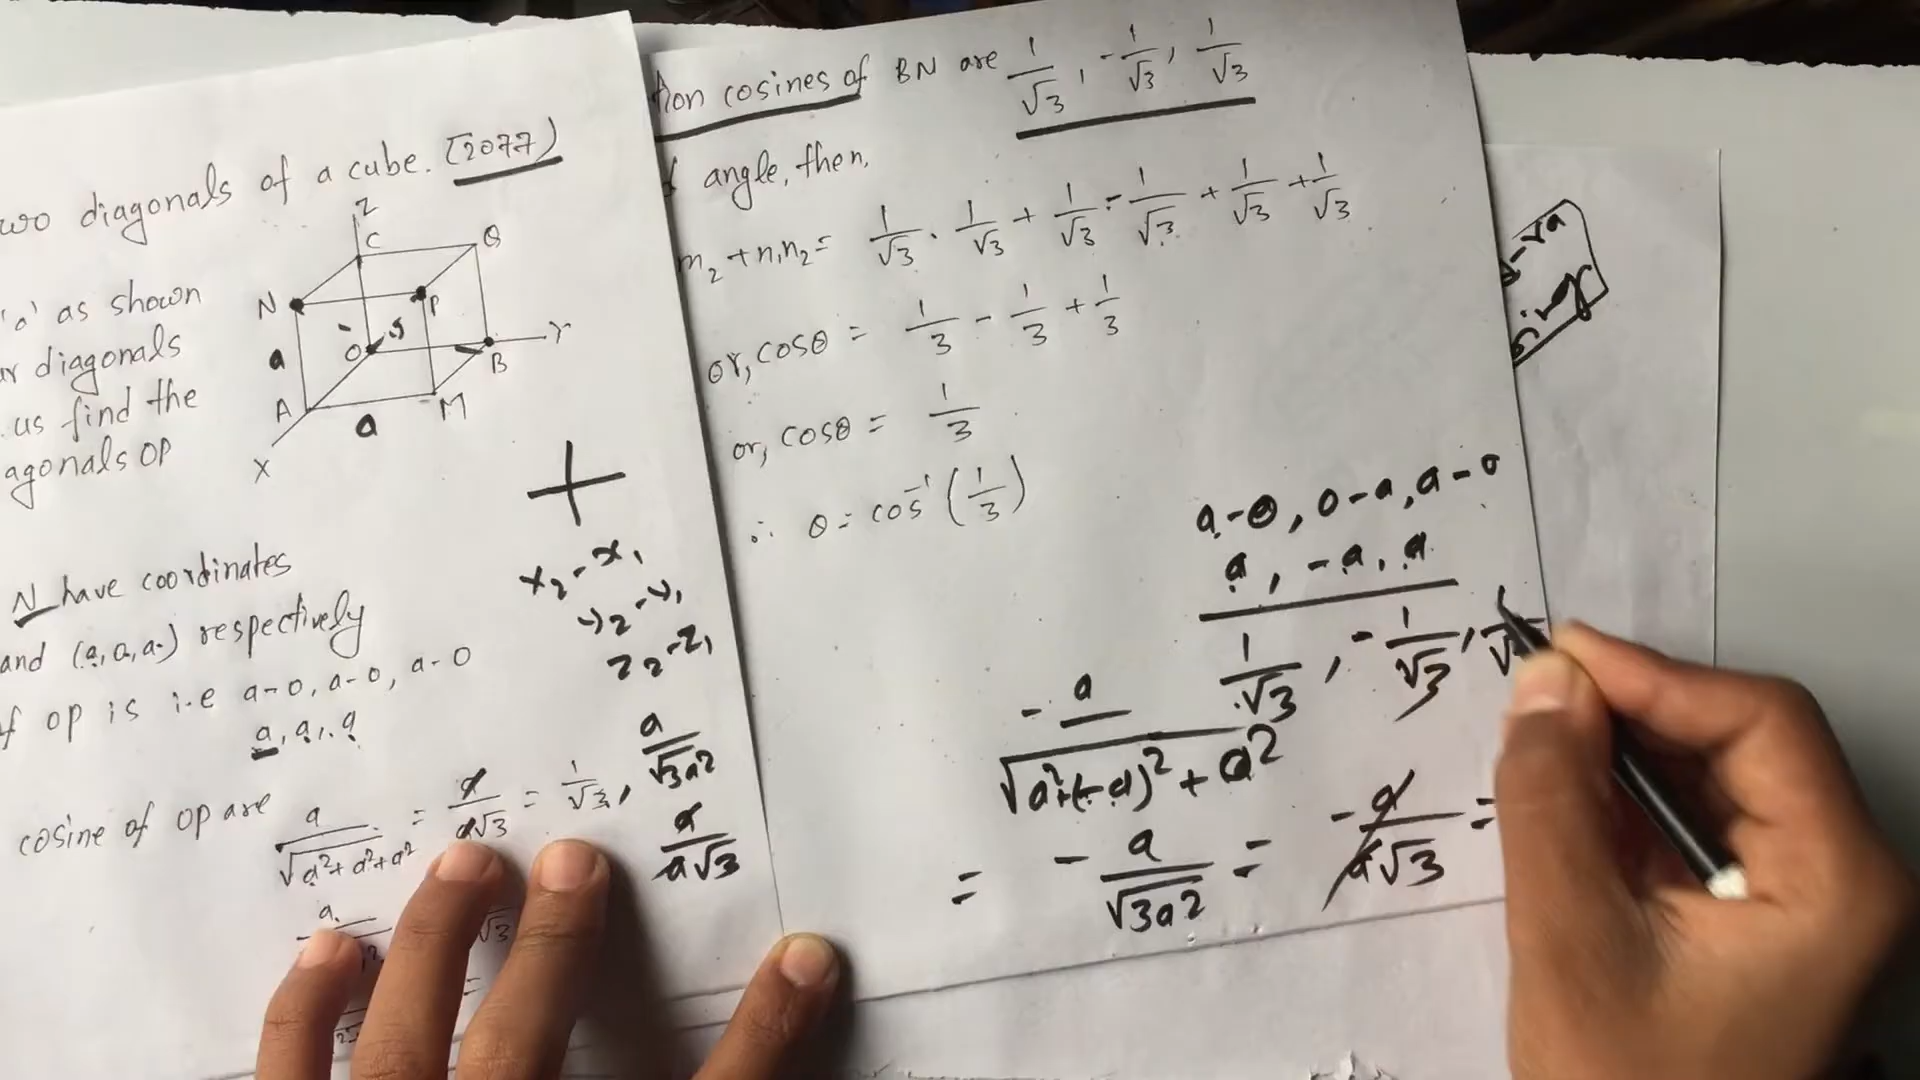 two diagonals of a cube. [2077)
Z
C
Q
N
P
a
O
Y
B
A
M
a
X
'a' as shown
diagonals
us find the
agonals OP
N have coordinates
and (a,a,a) respectively
f op is i.e a-0, a-0, a-0
a, a, a
cosine of op are a/√(a²+a²+a²) = a/a√3 = 1/√3,
x₂-x₁
y₂-y₁
z₂-z₁
a/√3a²
a/a√3
tion cosines of BN are 1/√3, -1/√3, 1/√3
angle, then,
m₂+n₁n₂= 1/√3 . 1/√3 + 1/√3 - 1/√3 + 1/√3 + 1/√3
or, cosθ = 1/3 - 1/3 + 1/3
or, cosθ = 1/3
∴ θ = cos⁻¹(1/3)
a-0, 0-a, a-0
a, -a, a
1/√3, -1/√3,
-a/√(a²+(-a)²+a²
= -a/√3a² = -a/a√3 =